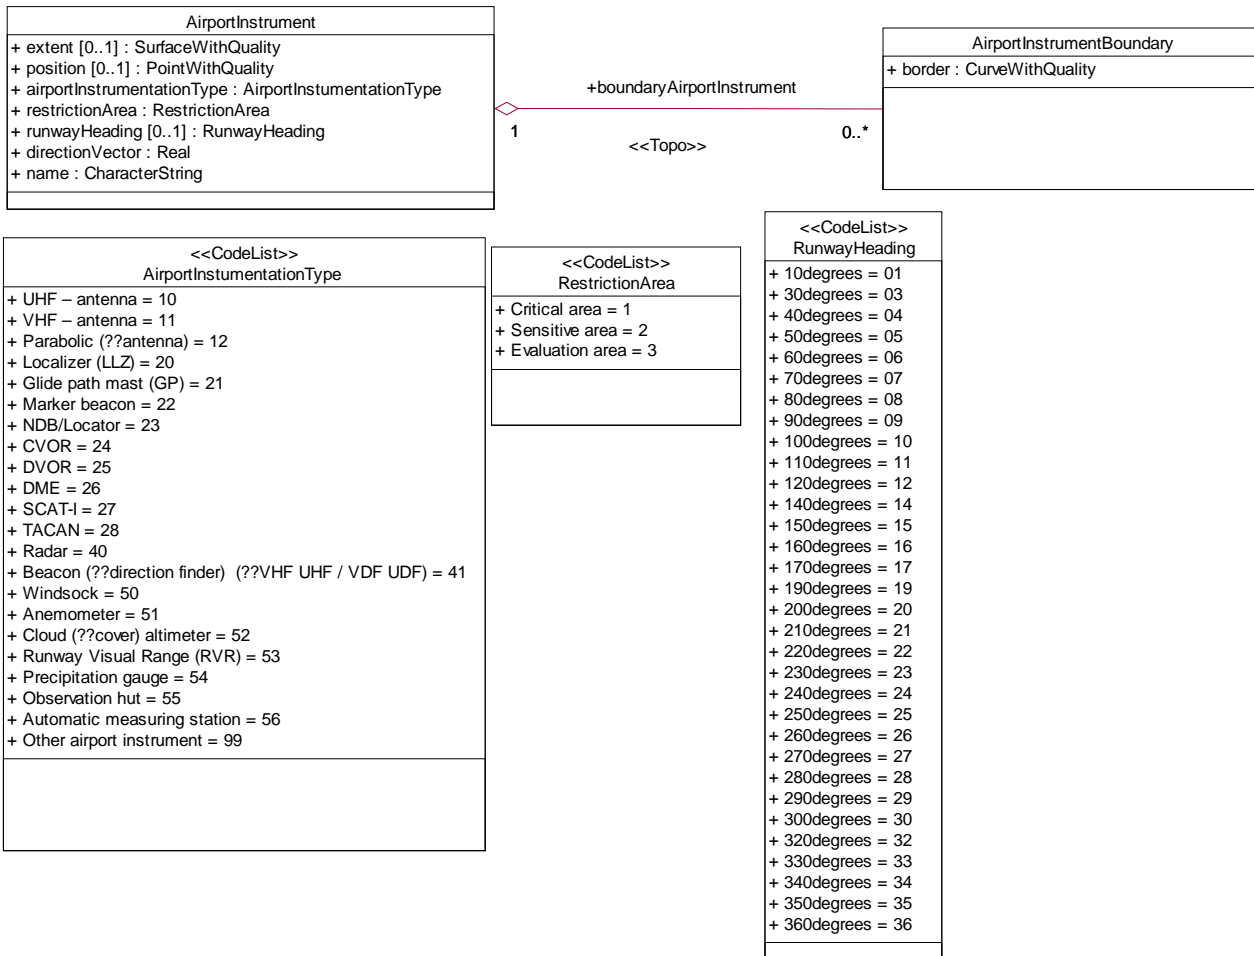 AirportInstrument
+ extent [0..1] : SurfaceWithQuality
+ position [0..1] : PointWithQuality
+ airportInstrumentationType : AirportInstumentationType
+ restrictionArea : RestrictionArea
+ runwayHeading [0..1] : RunwayHeading
+ directionVector : Real
+ name : CharacterString
+boundaryAirportInstrument
1
0..*
<<Topo>>
AirportInstrumentBoundary
+ border : CurveWithQuality
<<CodeList>>
AirportInstumentationType
+ UHF – antenna = 10
+ VHF – antenna = 11
+ Parabolic (??antenna) = 12
+ Localizer (LLZ) = 20
+ Glide path mast (GP) = 21
+ Marker beacon = 22
+ NDB/Locator = 23
+ CVOR = 24
+ DVOR = 25
+ DME = 26
+ SCAT-I = 27
+ TACAN = 28
+ Radar = 40
+ Beacon (??direction finder)  (??VHF UHF / VDF UDF) = 41
+ Windsock = 50
+ Anemometer = 51
+ Cloud (??cover) altimeter = 52
+ Runway Visual Range (RVR) = 53
+ Precipitation gauge = 54
+ Observation hut = 55
+ Automatic measuring station = 56
+ Other airport instrument = 99
<<CodeList>>
RestrictionArea
+ Critical area = 1
+ Sensitive area = 2
+ Evaluation area = 3
<<CodeList>>
RunwayHeading
+ 10degrees = 01
+ 30degrees = 03
+ 40degrees = 04
+ 50degrees = 05
+ 60degrees = 06
+ 70degrees = 07
+ 80degrees = 08
+ 90degrees = 09
+ 100degrees = 10
+ 110degrees = 11
+ 120degrees = 12
+ 140degrees = 14
+ 150degrees = 15
+ 160degrees = 16
+ 170degrees = 17
+ 190degrees = 19
+ 200degrees = 20
+ 210degrees = 21
+ 220degrees = 22
+ 230degrees = 23
+ 240degrees = 24
+ 250degrees = 25
+ 260degrees = 26
+ 270degrees = 27
+ 280degrees = 28
+ 290degrees = 29
+ 300degrees = 30
+ 320degrees = 32
+ 330degrees = 33
+ 340degrees = 34
+ 350degrees = 35
+ 360degrees = 36